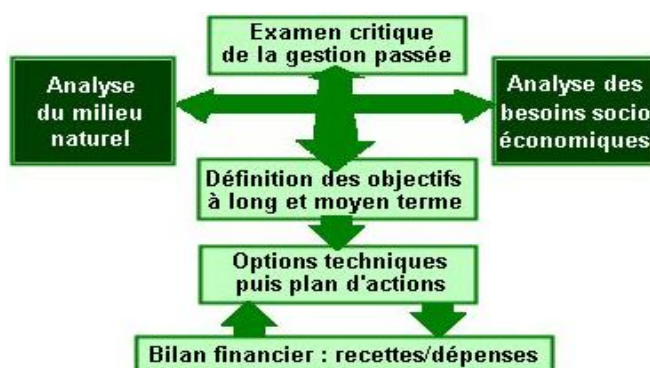 Examen critique
de la gestion passée
Analyse
du milieu
naturel
Analyse des
besoins socio
économiques
Définition des objectifs
à long et moyen terme
Options techniques
puis plan d'actions
Bilan financier : recettes/dépenses